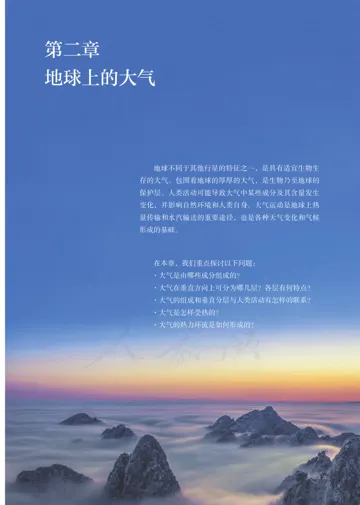 第二章
地球上的大气
地球不同于其他行星的特征之一，是具有适宜生物生
存的大气。包围着地球的厚厚的大气，是生物乃至地球的
保护层。人类活动可能导致大气中某些成分及其含量发生
变化，并影响自然环境和人类自身。大气运动是地球上热
量传输和水汽输送的重要途径，也是各种天气变化和气候
形成的基础。
在本章，我们重点探讨以下问题：
·大气是由哪些成分组成的？
·大气在垂直方向上可分为哪几层？各层有何特点？
·大气的组成和垂直分层与人类活动有怎样的联系？
·大气是怎样受热的？
·大气的热力环流是如何形成的？